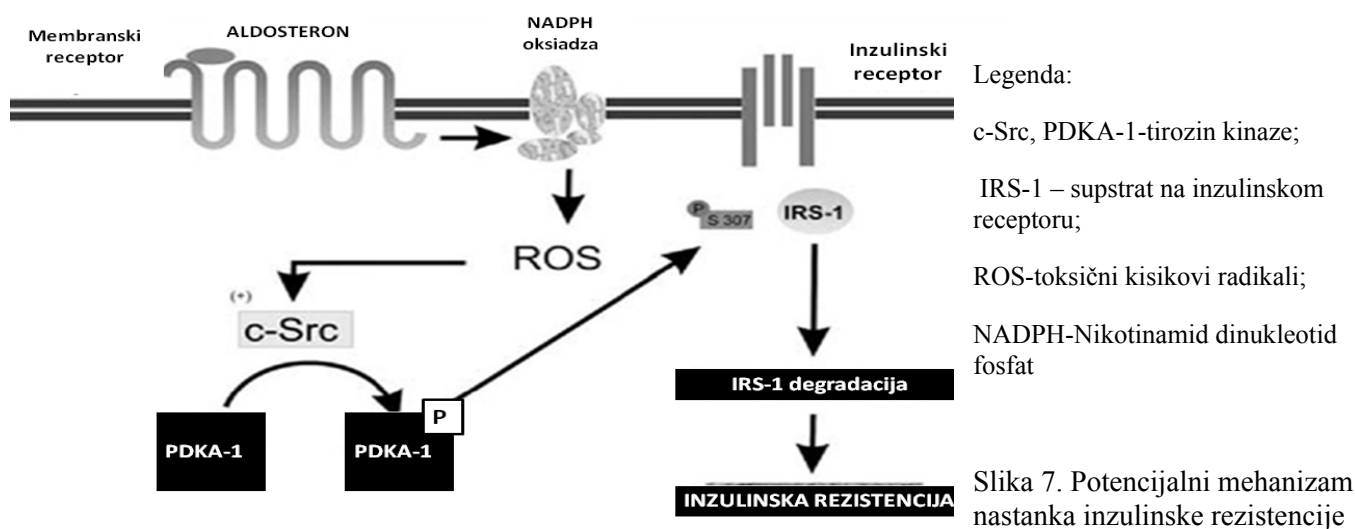 Membranski
receptor
ALDOSTERON
NADPH
oksiadza
Inzulinski
receptor
ROS
(+)
c-Src
PDKA-1
PDKA-1
P
P
S 307
IRS-1
IRS-1 degradacija
INZULINSKA REZISTENCIJA
Legenda:
c-Src, PDKA-1-tirozin kinaze;
IRS-1 – supstrat na inzulinskom
receptoru;
ROS-toksični kisikovi radikali;
NADPH-Nikotinamid dinukleotid
fosfat
Slika 7. Potencijalni mehanizam
nastanka inzulinske rezistencije